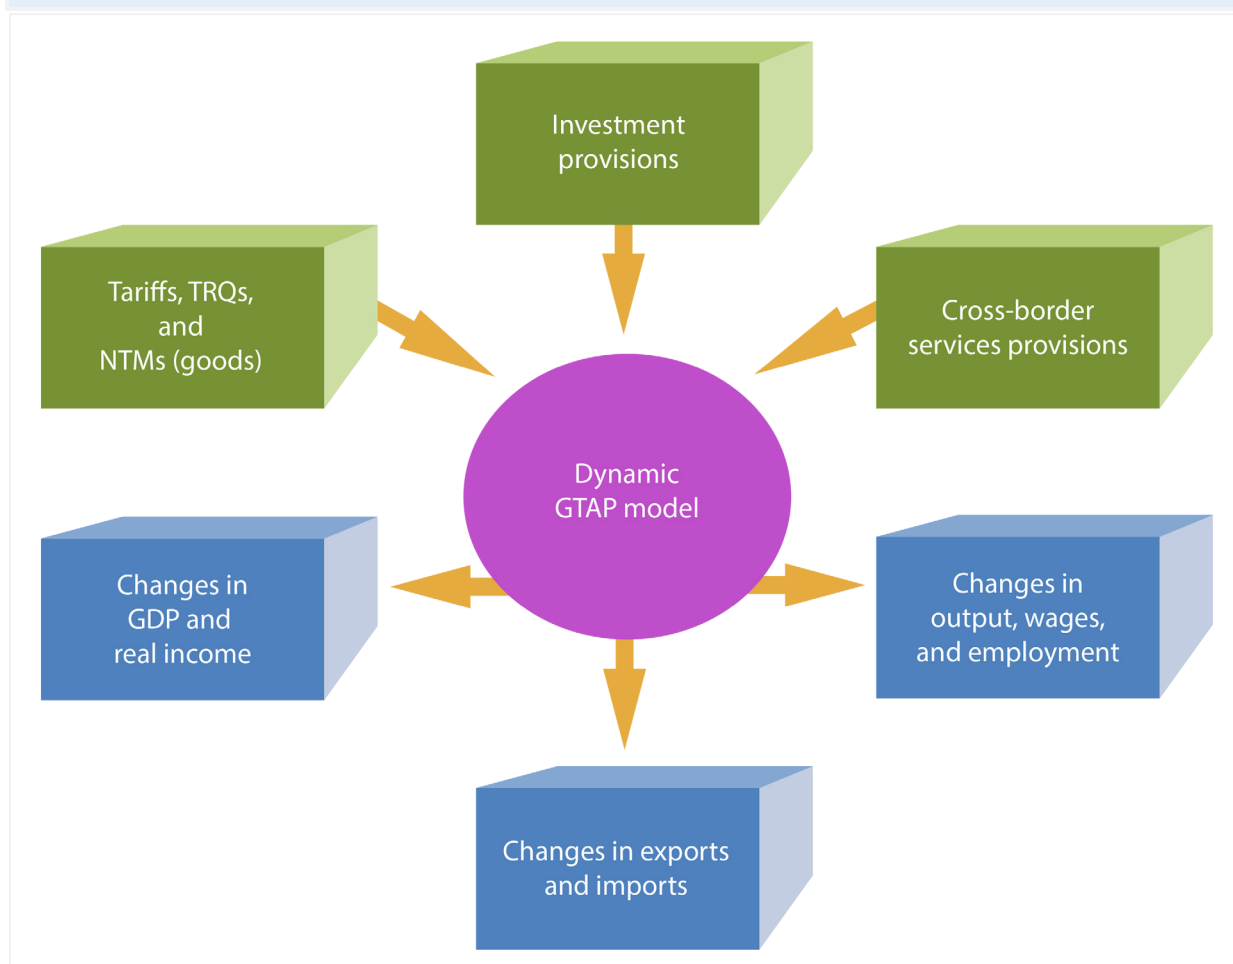 Investment
provisions
Tariffs, TRQs,
and
NTMs (goods)
Cross-border
services provisions
Dynamic
GTAP model
Changes in
GDP and
real income
Changes in
output, wages,
and employment
Changes in exports
and imports